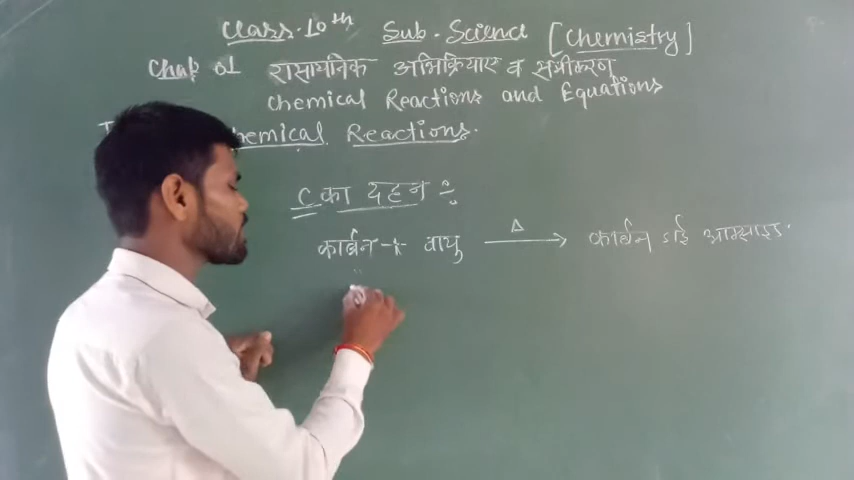 Class.10th Sub.Science [Chemistry]
Chap 01 रासायनिक अभिक्रियाए व समीकरण
Chemical Reactions and Equations
Chemical Reactions.
C का दहन ÷
कार्बन + वायु Δ → कार्बन डाई आक्साइड.